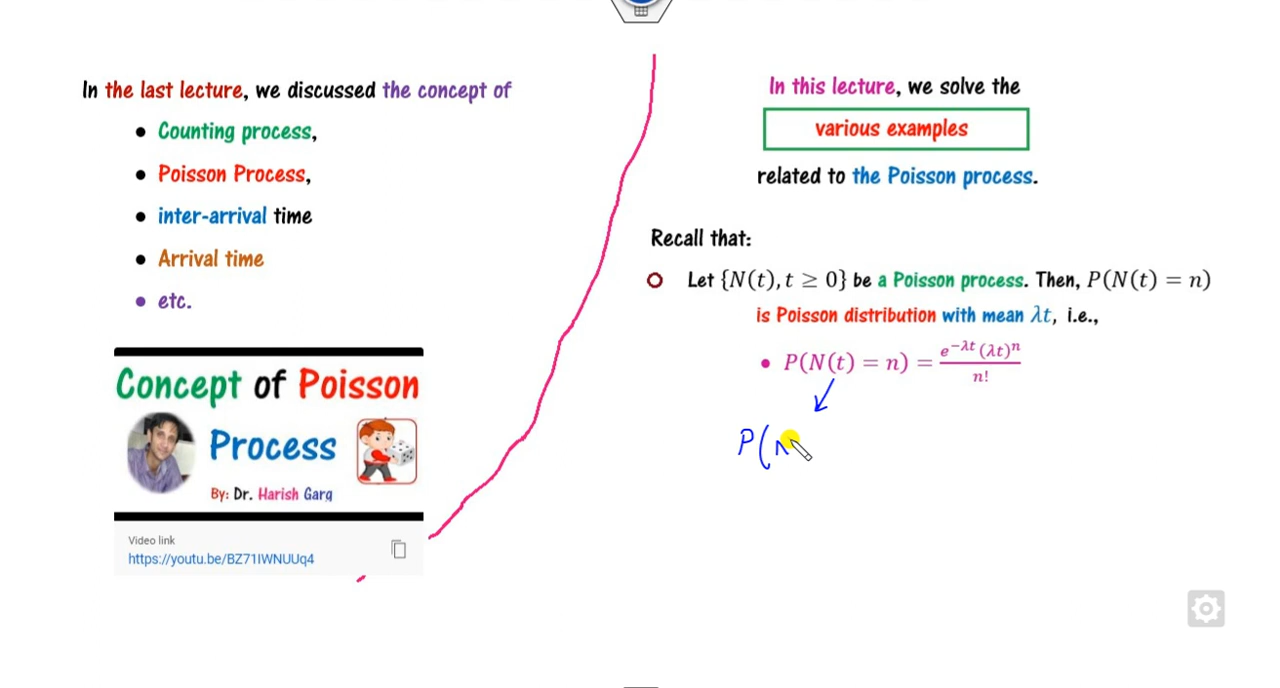 In the last lecture, we discussed the concept of
• Counting process,
• Poisson Process,
• inter-arrival time
• Arrival time
• etc.
Concept of Poisson
Process
By: Dr. Harish Garg
Video link
https://youtu.be/BZ71IWNUUq4
In this lecture, we solve the
various examples
related to the Poisson process.
Recall that:
Let {N(t), t ≥ 0} be a Poisson process. Then, P(N(t) = n)
is Poisson distribution with mean λt, i.e.,
• P(N(t) = n) = e^{-λt} (λt)^n / n!
P(